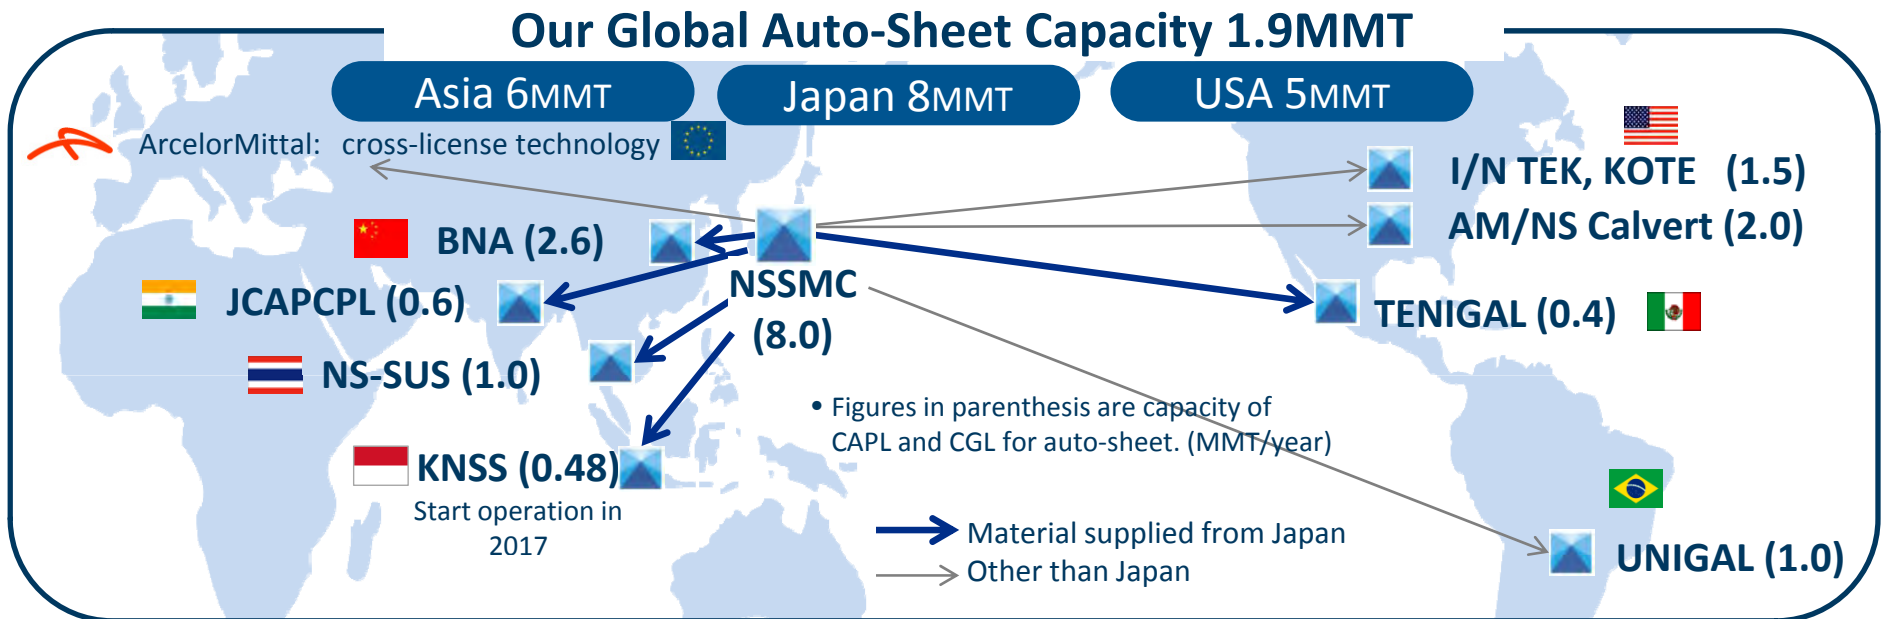 Our Global Auto-Sheet Capacity 1.9MMT
Asia 6MMT
Japan 8MMT
USA 5MMT
ArcelorMittal: cross-license technology
I/N TEK, KOTE (1.5)
AM/NS Calvert (2.0)
BNA (2.6)
NSSMC
(8.0)
JCAPCPL (0.6)
TENIGAL (0.4)
NS-SUS (1.0)
• Figures in parenthesis are capacity of
CAPL and CGL for auto-sheet. (MMT/year)
KNSS (0.48)
Start operation in
2017
Material supplied from Japan
Other than Japan
UNIGAL (1.0)